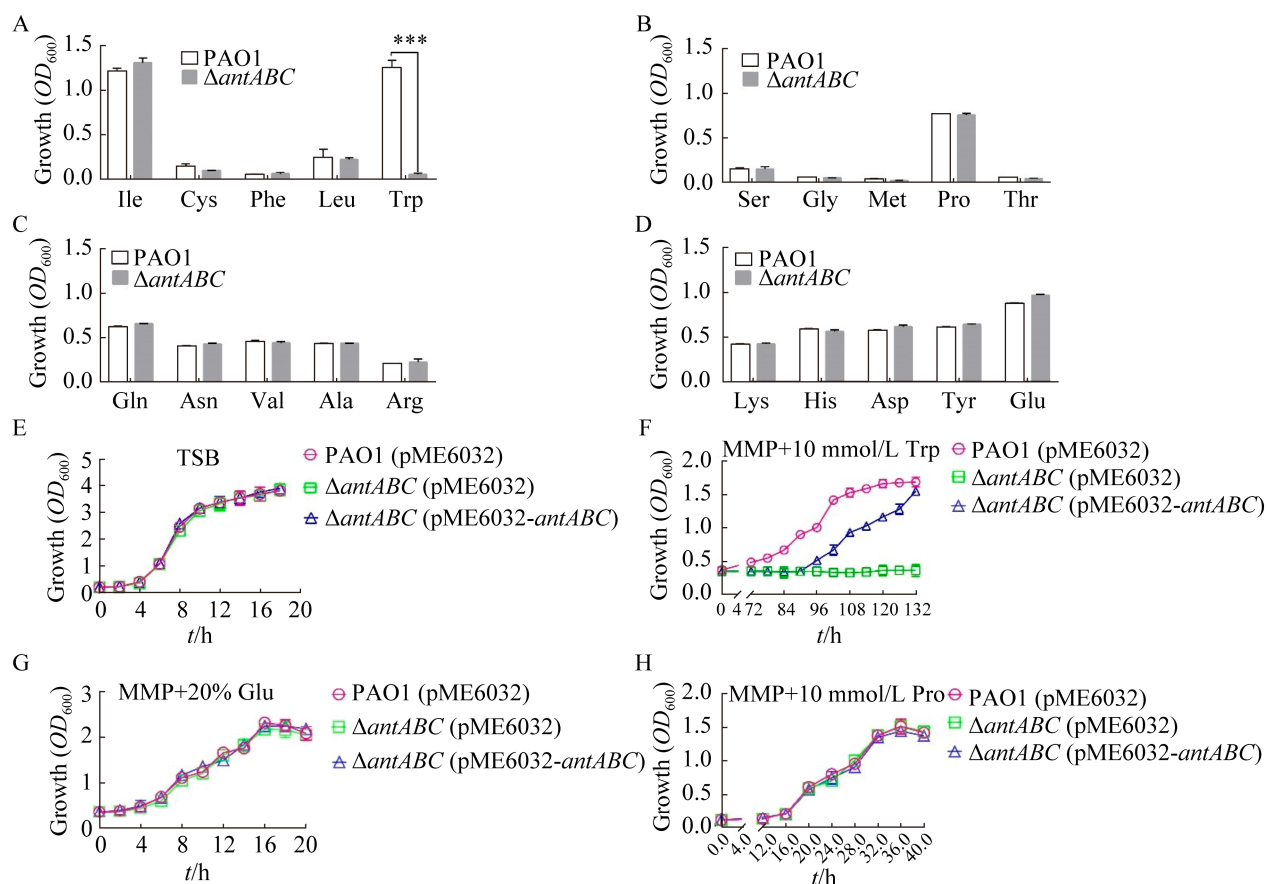 A
Growth (OD600)
1.5
1.0
0.5
0.0
PAO1
ΔantABC
***
Ile Cys Phe Leu Trp
B
Growth (OD600)
1.5
1.0
0.5
0.0
PAO1
ΔantABC
Ser Gly Met Pro Thr
C
Growth (OD600)
1.5
1.0
0.5
0.0
PAO1
ΔantABC
Gln Asn Val Ala Arg
D
Growth (OD600)
1.5
1.0
0.5
0.0
PAO1
ΔantABC
Lys His Asp Tyr Glu
E
Growth (OD600)
TSB
5
4
3
2
1
0
0 4 8 12 16 20
t/h
PAO1 (pME6032)
ΔantABC (pME6032)
ΔantABC (pME6032-antABC)
F
Growth (OD600)
MMP+10 mmol/L Trp
2.0
1.5
1.0
0.5
0.0
0 4 72 84 96 108 120 132
t/h
PAO1 (pME6032)
ΔantABC (pME6032)
ΔantABC (pME6032-antABC)
G
Growth (OD600)
MMP+20% Glu
3
2
1
0
0 4 8 12 16 20
t/h
PAO1 (pME6032)
ΔantABC (pME6032)
ΔantABC (pME6032-antABC)
H
Growth (OD600)
MMP+10 mmol/L Pro
2.0
1.5
1.0
0.5
0.0
0.0 4.0 12.0 16.0 20.0 24.0 28.0 32.0 36.0 40.0
t/h
PAO1 (pME6032)
ΔantABC (pME6032)
ΔantABC (pME6032-antABC)